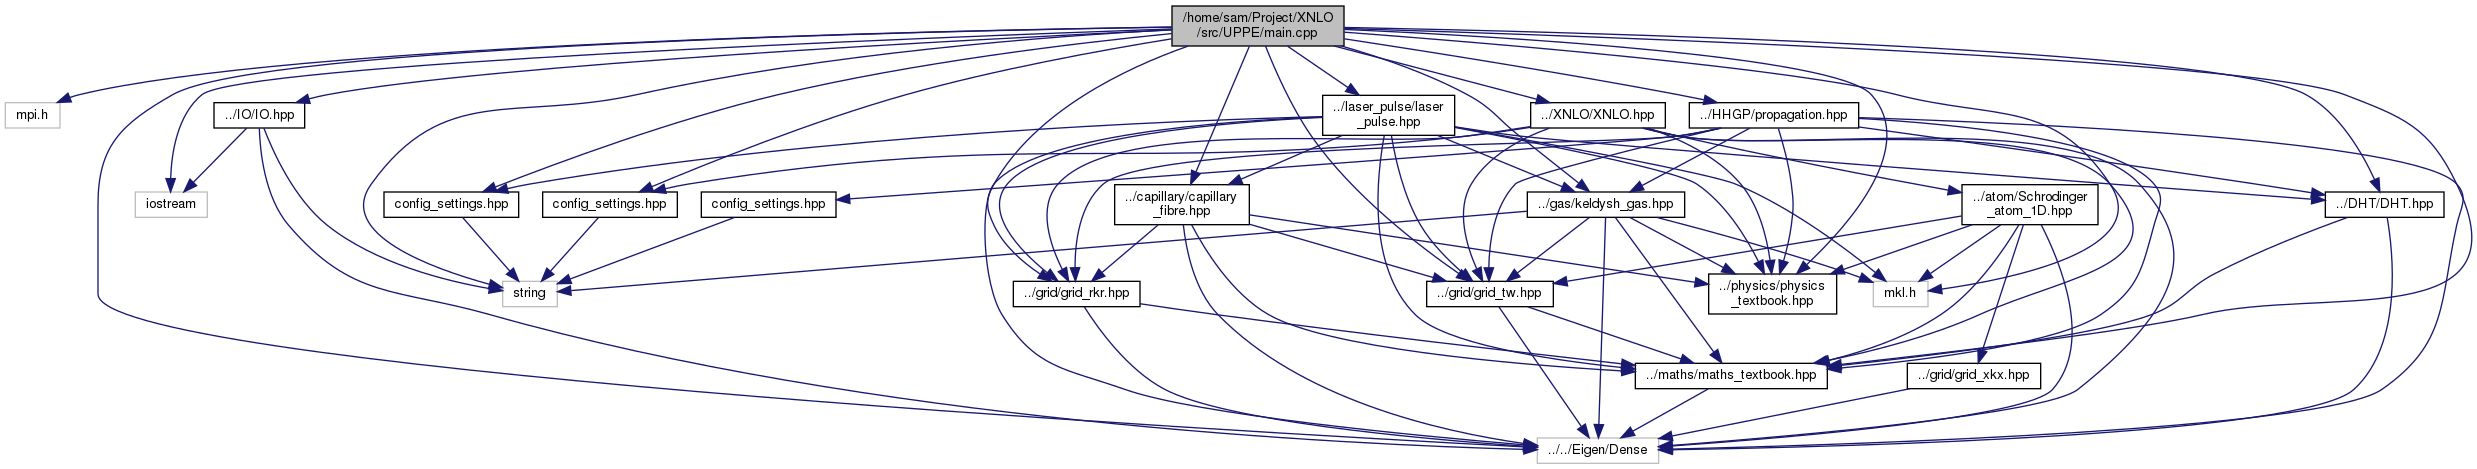 /home/sam/Project/XNLO
/src/UPPE/main.cpp
mpi.h
../IO/IO.hpp
../laser_pulse/laser
_pulse.hpp
../XNLO/XNLO.hpp
../HHGP/propagation.hpp
iostream
config_settings.hpp
config_settings.hpp
config_settings.hpp
../capillary/capillary
_fibre.hpp
../gas/keldysh_gas.hpp
../atom/Schrodinger
_atom_1D.hpp
../DHT/DHT.hpp
string
../grid/grid_rkr.hpp
../grid/grid_tw.hpp
../physics/physics
_textbook.hpp
mkl.h
../maths/maths_textbook.hpp
../grid/grid_xkx.hpp
../../Eigen/Dense